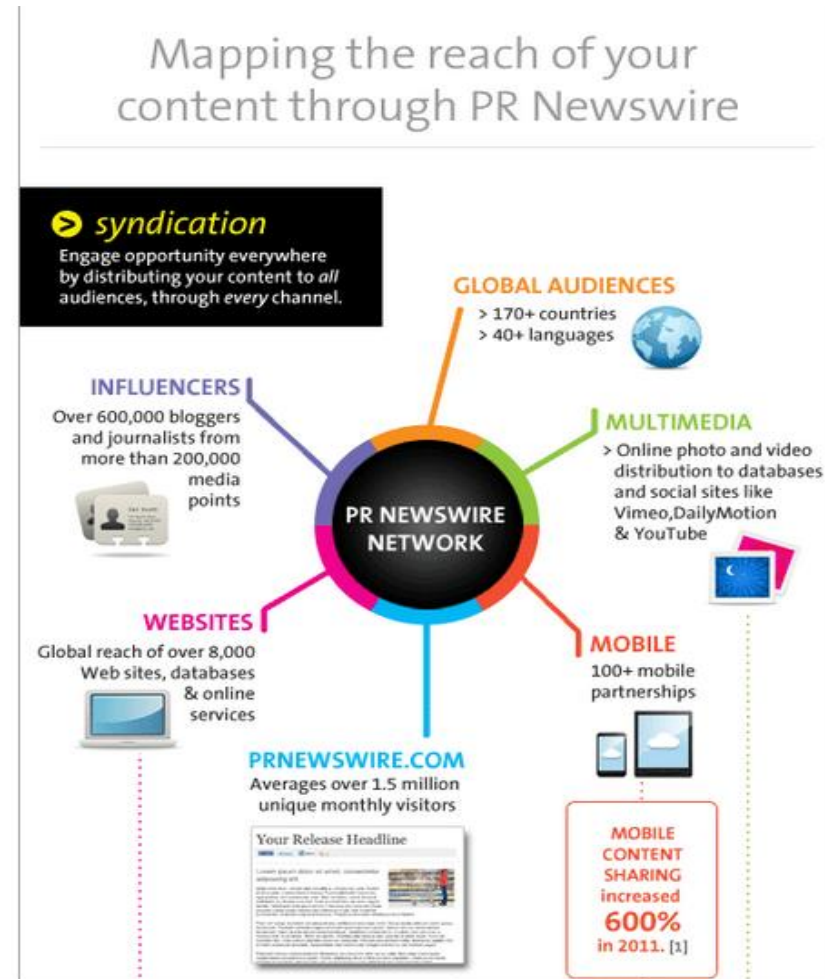 Mapping the reach of your
content through PR Newswire
syndication
Engage opportunity everywhere
by distributing your content to all
audiences, through every channel.
GLOBAL AUDIENCES
> 170+ countries
> 40+ languages
INFLUENCERS
Over 600,000 bloggers
and journalists from
more than 200,000
media
points
MULTIMEDIA
> Online photo and video
distribution to databases
and social sites like
Vimeo,DailyMotion
& YouTube
PR NEWSWIRE
NETWORK
WEBSITES
Global reach of over 8,000
Web sites, databases
& online
services
MOBILE
100+ mobile
partnerships
PRNEWSWIRE.COM
Averages over 1.5 million
unique monthly visitors
Your Release Headline
MOBILE
CONTENT
SHARING
increased
600%
in 2011. [1]